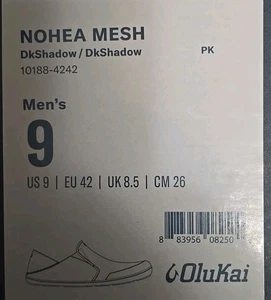 NOHEA MESH
DkShadow / DkShadow PK
10188-4242
Men's
9
US 9 | EU 42 | UK 8.5 | CM 26
8 83956 08250
OluKai